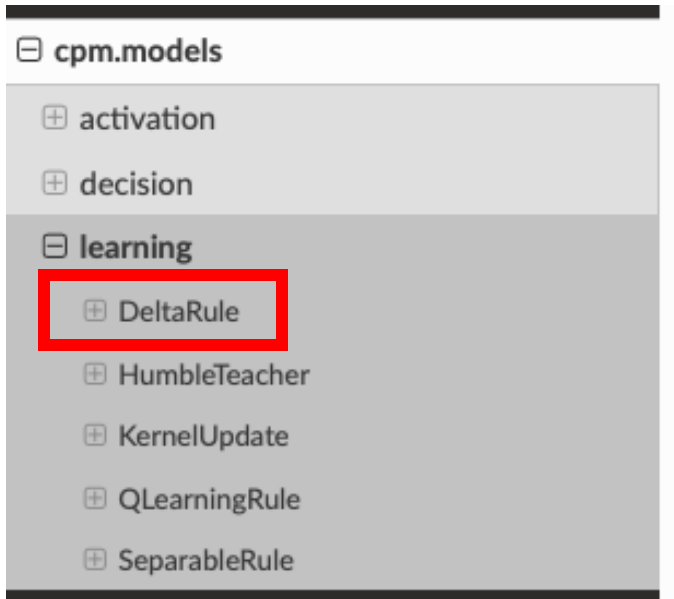 cpm.models
activation
decision
learning
DeltaRule
HumbleTeacher
KernelUpdate
QLearningRule
SeparableRule